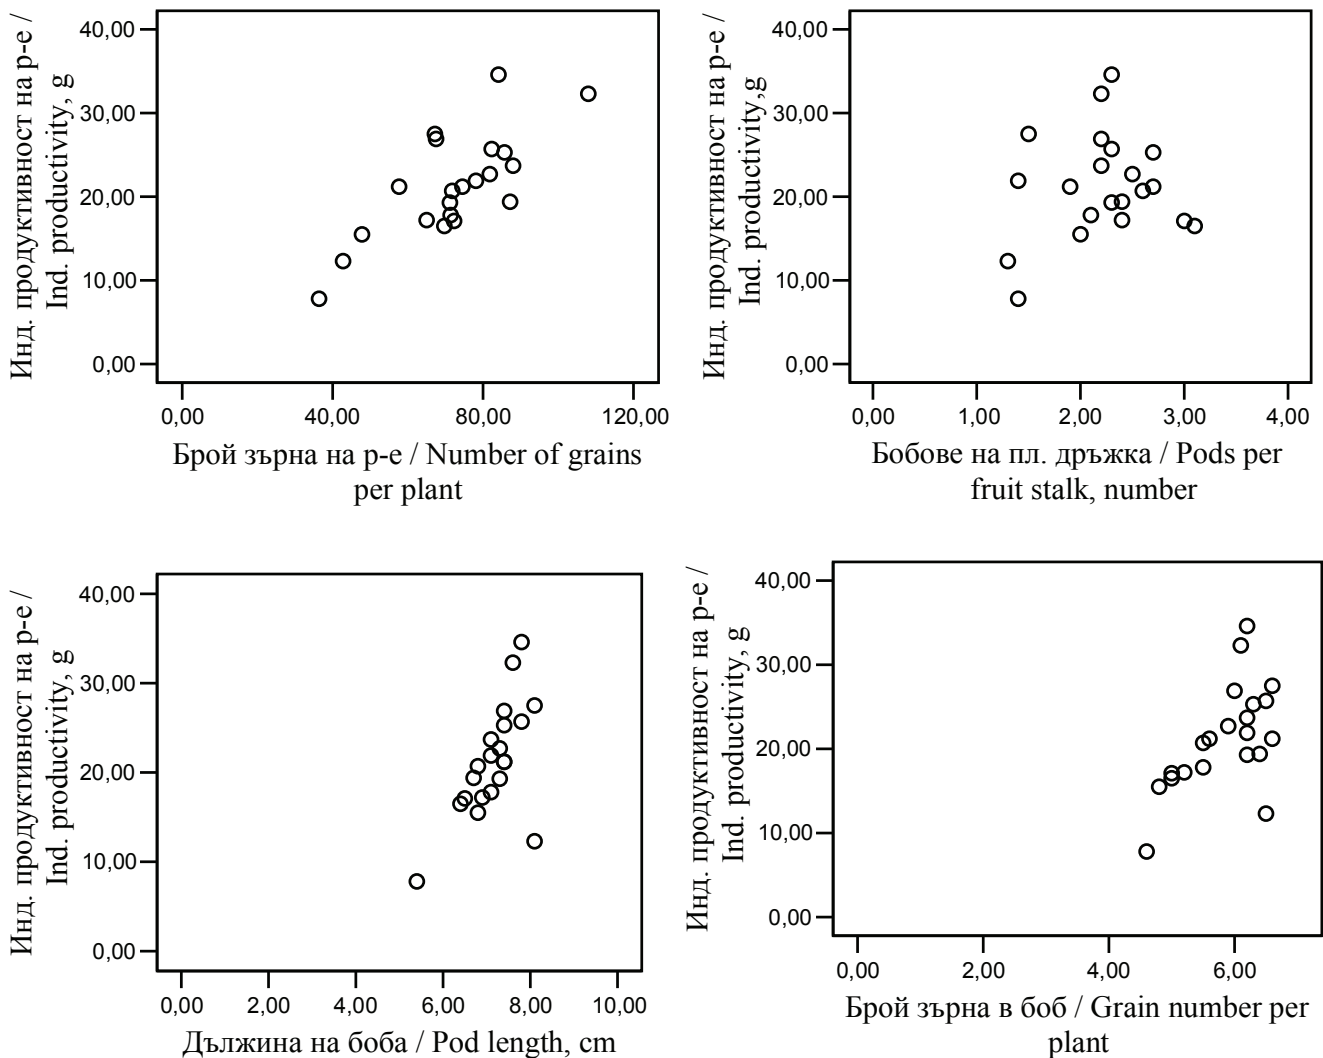 Инд. продуктивност на р-е /
Ind. productivity, g
40,00
30,00
20,00
10,00
0,00
0,00
40,00
80,00
120,00
Брой зърна на р-е / Number of grains
per plant
Инд. продуктивност на р-е /
Ind. productivity,g
40,00
30,00
20,00
10,00
0,00
0,00
1,00
2,00
3,00
4,00
Бобове на пл. дръжка / Pods per
fruit stalk, number
Инд. продуктивност на р-е /
Ind. productivity, g
40,00
30,00
20,00
10,00
0,00
0,00
2,00
4,00
6,00
8,00
10,00
Дължина на боба / Pod length, cm
Инд. продуктивност на р-е /
Ind. productivity, g
40,00
30,00
20,00
10,00
0,00
0,00
2,00
4,00
6,00
Брой зърна в боб / Grain number per
plant